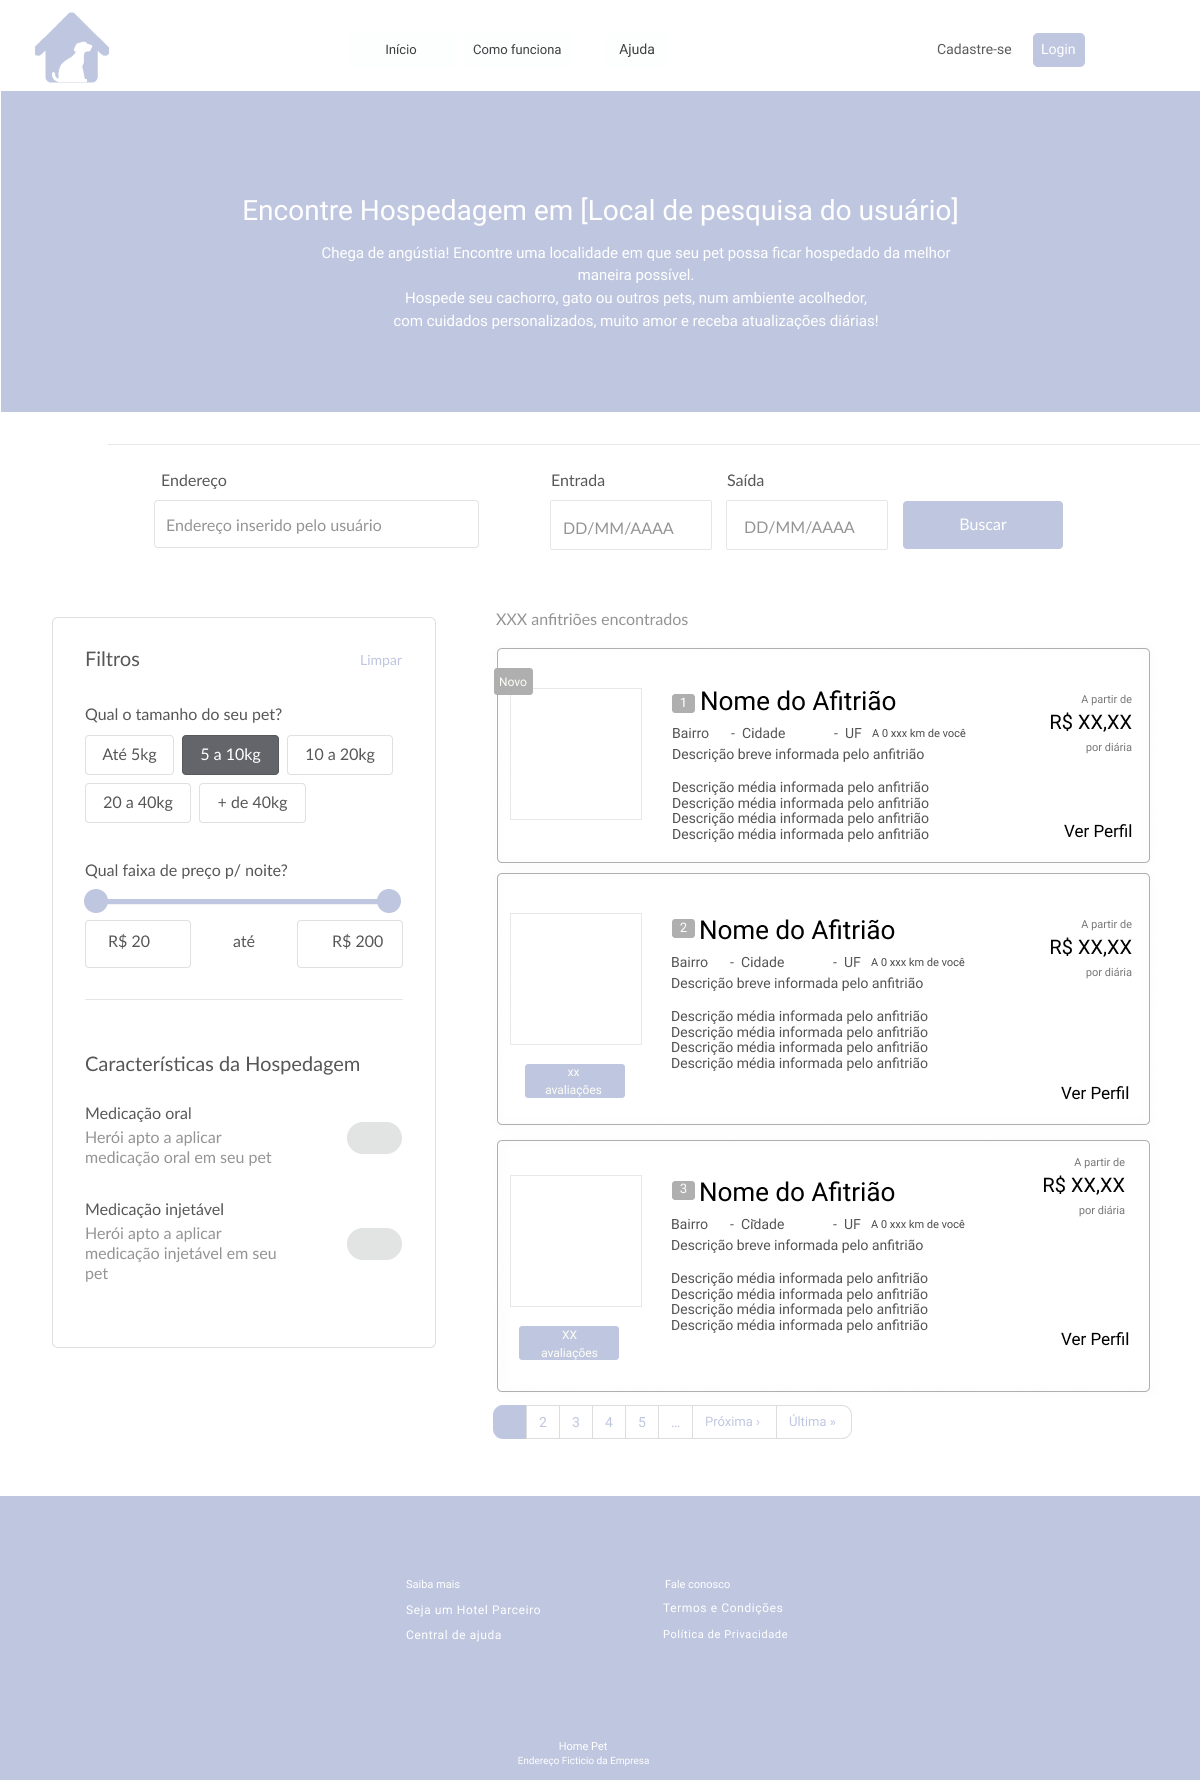 Início
Como funciona
Ajuda
Cadastre-se
Login
Encontre Hospedagem em [Local de pesquisa do usuário]
Chega de angústia! Encontre uma localidade em que seu pet possa ficar hospedado da melhor
maneira possível.
Hospede seu cachorro, gato ou outros pets, num ambiente acolhedor,
com cuidados personalizados, muito amor e receba atualizações diárias!
Endereço
Entrada
Saída
Endereço inserido pelo usuário
DD/MM/AAAA
DD/MM/AAAA
Buscar
Filtros
Limpar
Qual o tamanho do seu pet?
Até 5kg
5 a 10kg
10 a 20kg
20 a 40kg
+ de 40kg
Qual faixa de preço p/ noite?
R$ 20
até
R$ 200
Características da Hospedagem
Medicação oral
Herói apto a aplicar
medicação oral em seu pet
Medicação injetável
Herói apto a aplicar
medicação injetável em seu
pet
XXX anfitriões encontrados
Novo
1 Nome do Afitrião
Bairro - Cidade - UF A 0 xxx km de você
Descrição breve informada pelo anfitrião
Descrição média informada pelo anfitrião
Descrição média informada pelo anfitrião
Descrição média informada pelo anfitrião
Descrição média informada pelo anfitrião
A partir de
R$ XX,XX
por diária
Ver Perfil
2 Nome do Afitrião
Bairro - Cidade - UF A 0 xxx km de você
Descrição breve informada pelo anfitrião
Descrição média informada pelo anfitrião
Descrição média informada pelo anfitrião
Descrição média informada pelo anfitrião
Descrição média informada pelo anfitrião
xx
avaliações
A partir de
R$ XX,XX
por diária
Ver Perfil
3 Nome do Afitrião
Bairro - Cidade - UF A 0 xxx km de você
Descrição breve informada pelo anfitrião
Descrição média informada pelo anfitrião
Descrição média informada pelo anfitrião
Descrição média informada pelo anfitrião
Descrição média informada pelo anfitrião
XX
avaliações
A partir de
R$ XX,XX
por diária
Ver Perfil
2 3 4 5 ... Próxima › Última »
Saiba mais
Seja um Hotel Parceiro
Central de ajuda
Fale conosco
Termos e Condições
Política de Privacidade
Home Pet
Endereço Ficticio da Empresa